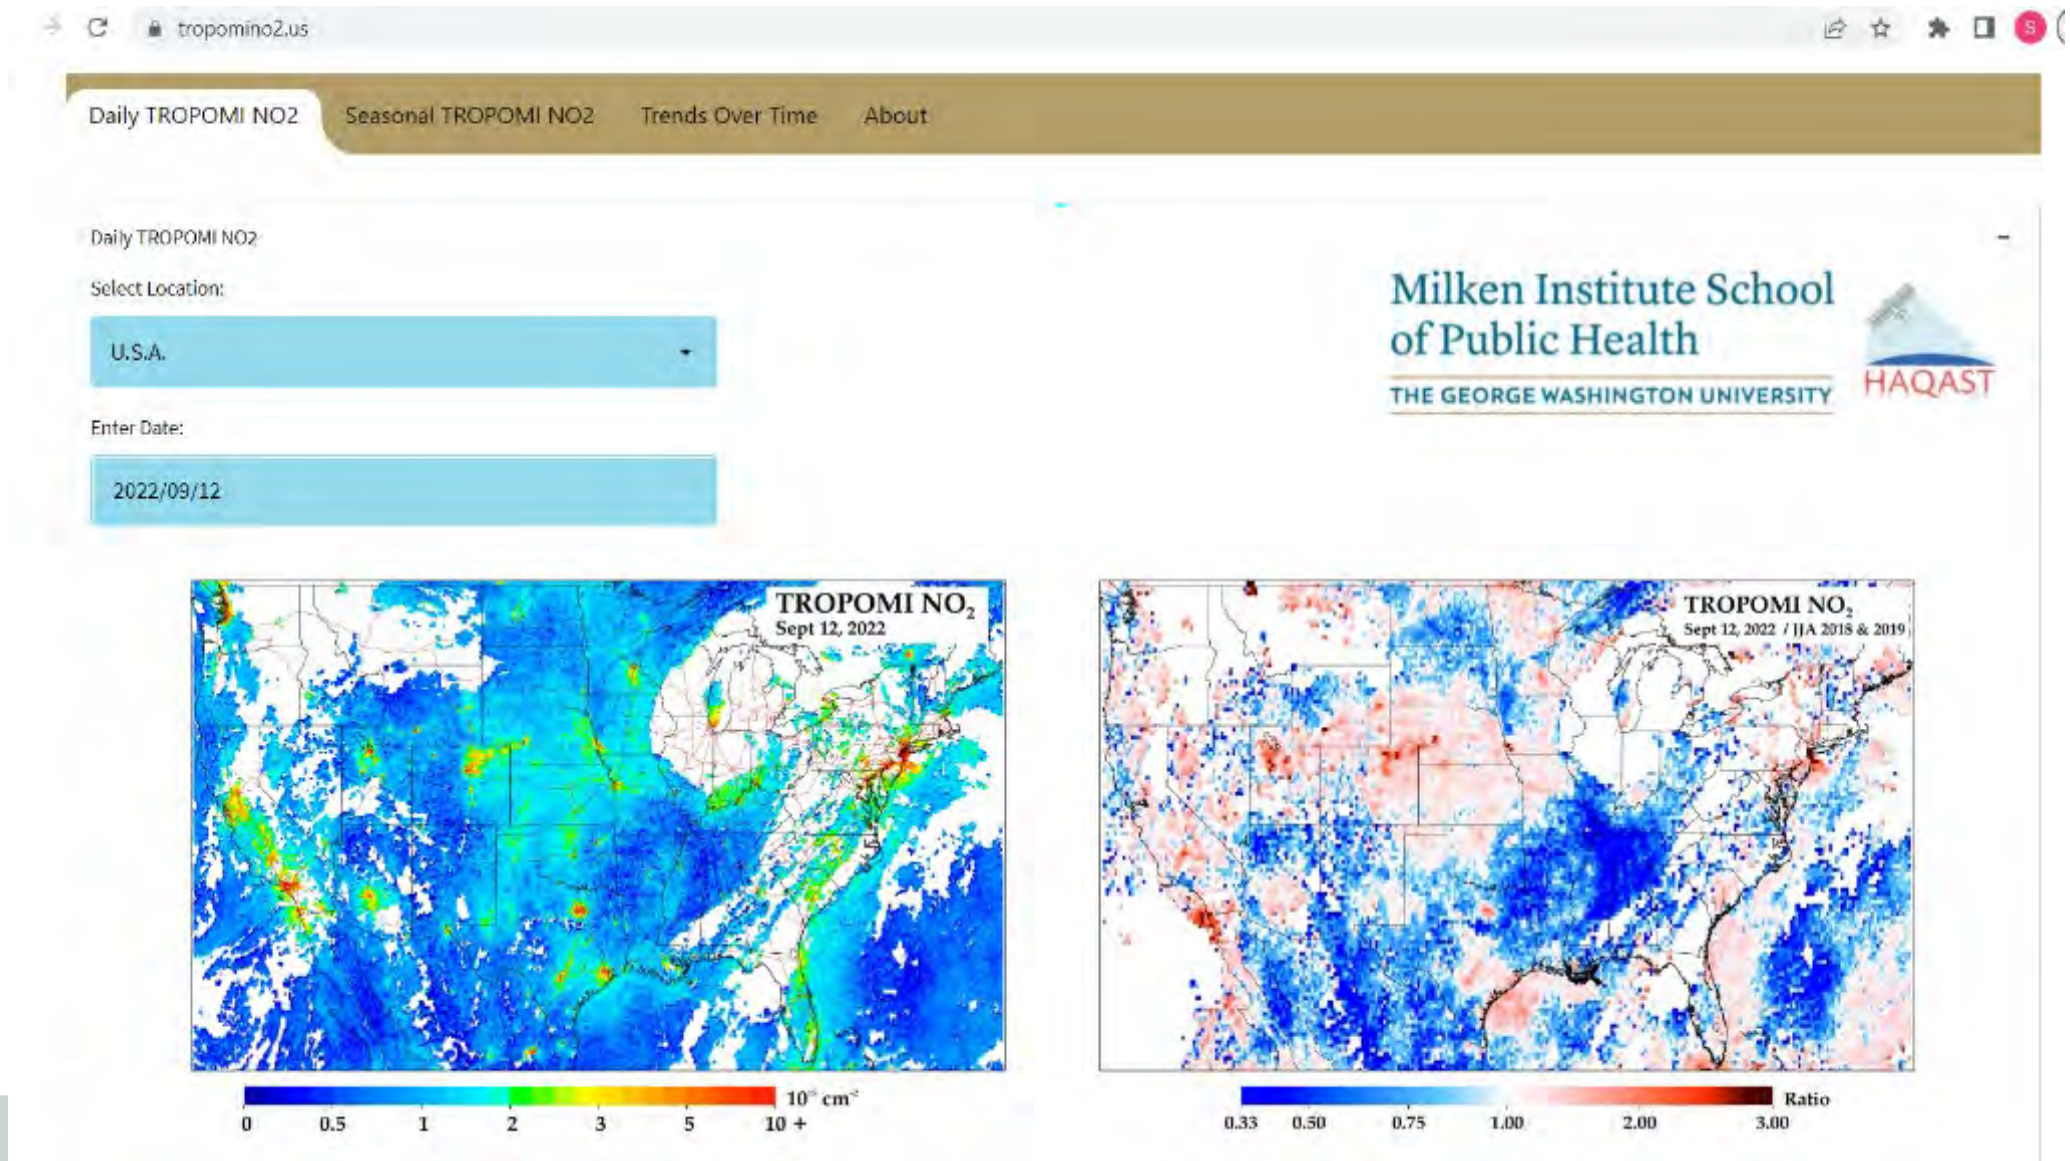 tropomino2.us
S
Daily TROPOMI NO2 Seasonal TROPOMI NO2 Trends Over Time About
Daily TROPOMI NO2
Select Location:
U.S.A.
Enter Date:
2022/09/12
Milken Institute School
of Public Health
THE GEORGE WASHINGTON UNIVERSITY
HAQAST
TROPOMI NO₂
Sept 12, 2022
0 0.5 1 2 3 5 10 +
TROPOMI NO₂
Sept 12, 2022 / JJA 2018 & 2019
Ratio
0.33 0.50 0.75 1.00 2.00 3.00